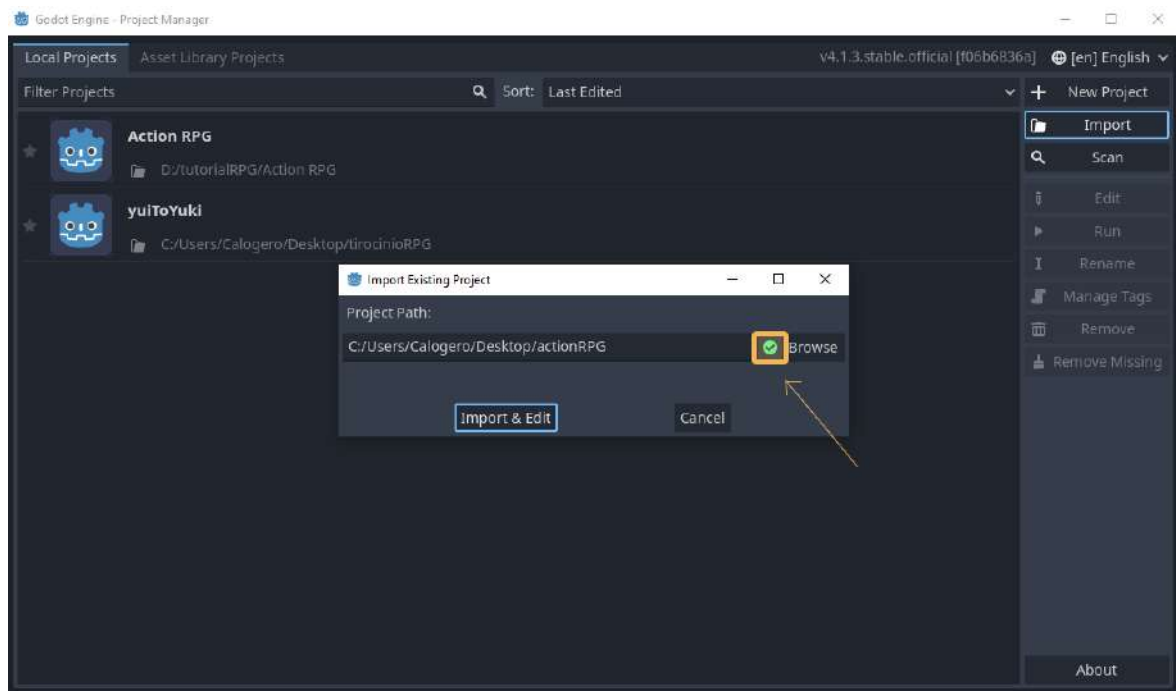 Godot Engine - Project Manager
Local Projects Asset Library Projects v4.1.3.stable.official [f06b6836a] [en] English
Filter Projects Sort: Last Edited New Project
Import
Action RPG
D:/tutorialRPG/Action RPG
Scan
Edit
yuiToYuki
C:/Users/Calogero/Desktop/tirocinioRPG
Run
Rename
Manage Tags
Remove
Remove Missing
Import Existing Project
Project Path:
C:/Users/Calogero/Desktop/actionRPG Browse
Import & Edit Cancel
About